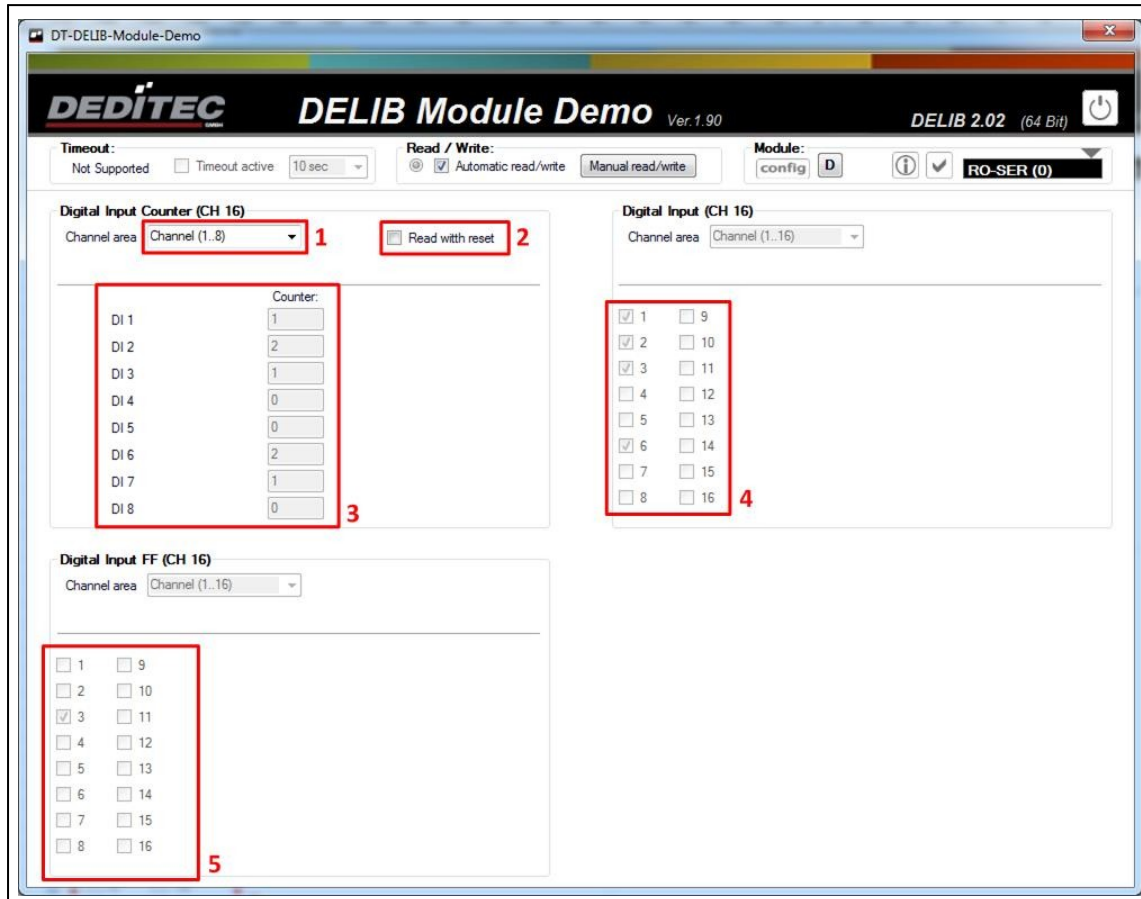 DT-DELIB-Module-Demo
DEDITEC GMBH DELIB Module Demo Ver. 1.90 DELIB 2.02 (64 Bit)
Timeout: Read / Write: Module:
Not Supported Timeout active 10 sec Automatic read/write Manual read/write config D RO-SER (0)
Digital Input Counter (CH 16)
Channel area Channel (1..8) 1 Read witth reset 2
Counter:
DI 1 1
DI 2 2
DI 3 1
DI 4 0
DI 5 0
DI 6 2
DI 7 1
DI 8 0
3
Digital Input (CH 16)
Channel area Channel (1..16)
1 9
2 10
3 11
4 12
5 13
6 14
7 15
8 16
4
Digital Input FF (CH 16)
Channel area Channel (1..16)
1 9
2 10
3 11
4 12
5 13
6 14
7 15
8 16
5